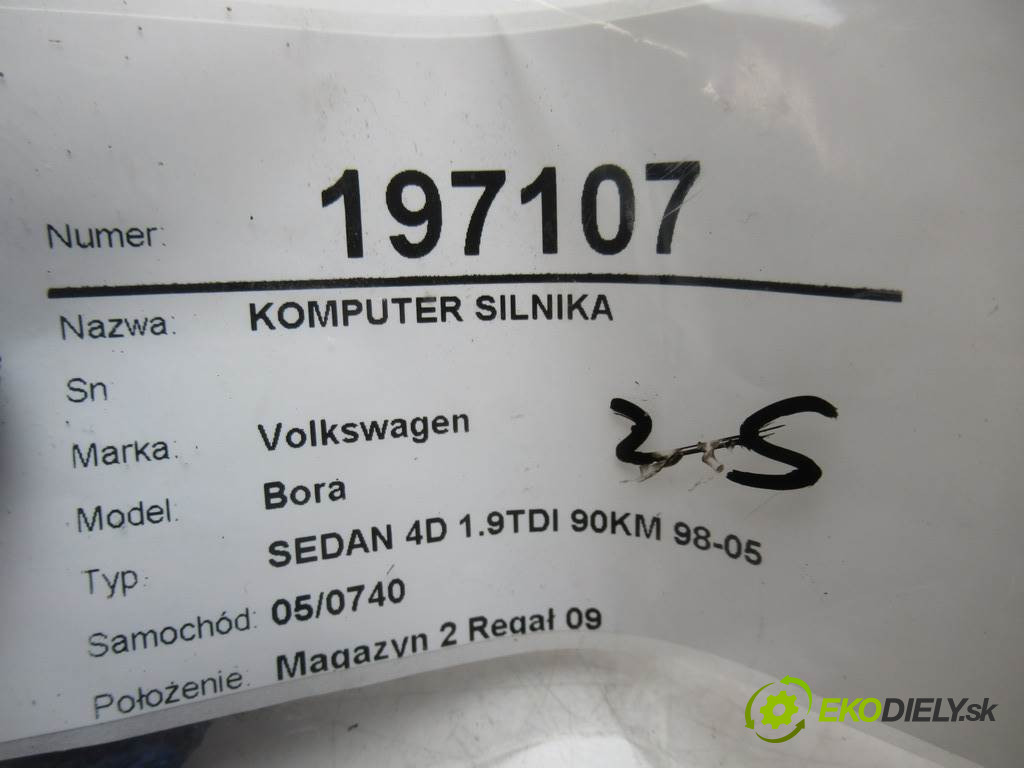 Numer: 197107
Nazwa: KOMPUTER SILNIKA
Sn
Marka: Volkswagen
Model: Bora
Typ: SEDAN 4D 1.9TDI 90KM 98-05
Samochód: 05/0740
Położenie: Magazyn 2 Regał 09
EKODIELY.sk